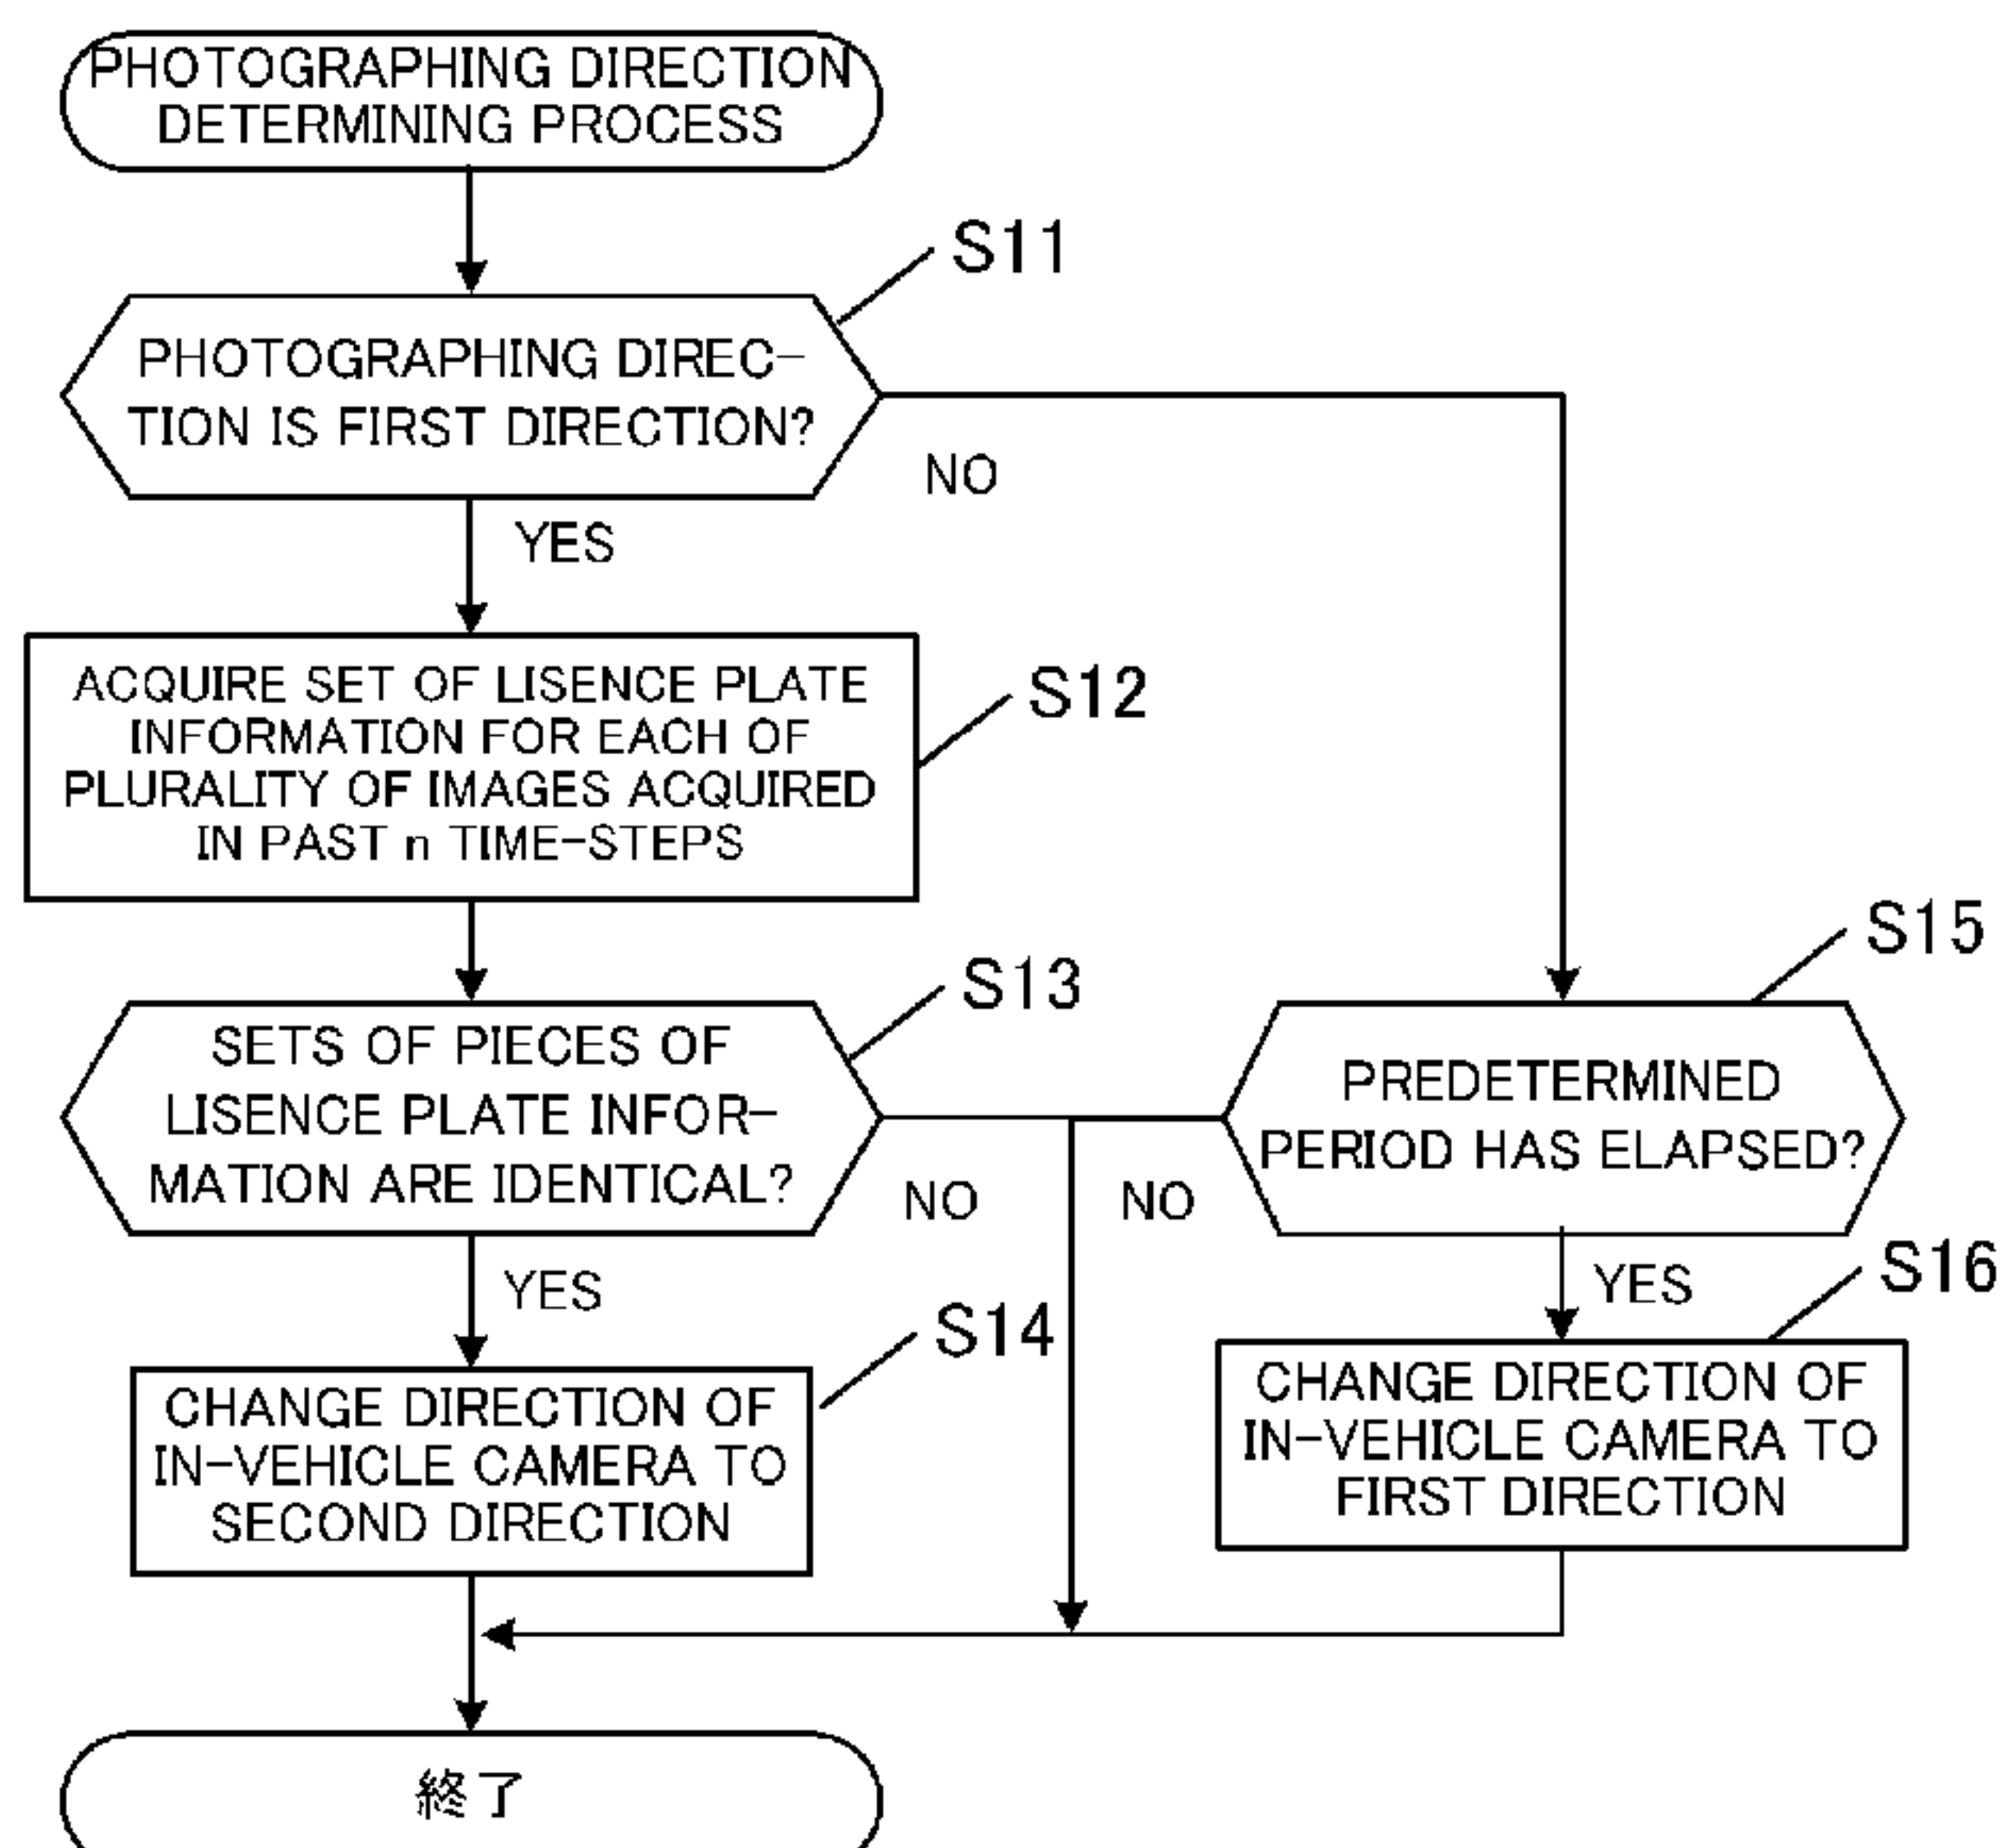 PHOTOGRAPHING DIRECTION
DETERMINING PROCESS
S11
PHOTOGRAPHING DIREC-
TION IS FIRST DIRECTION?
NO
YES
ACQUIRE SET OF LISENCE PLATE
INFORMATION FOR EACH OF
PLURALITY OF IMAGES ACQUIRED
IN PAST n TIME-STEPS
S12
S13
SETS OF PIECES OF
LISENCE PLATE INFOR-
MATION ARE IDENTICAL?
NO
YES
S15
PREDETERMINED
PERIOD HAS ELAPSED?
NO
YES
S14
CHANGE DIRECTION OF
IN-VEHICLE CAMERA TO
SECOND DIRECTION
S16
CHANGE DIRECTION OF
IN-VEHICLE CAMERA TO
FIRST DIRECTION
終了